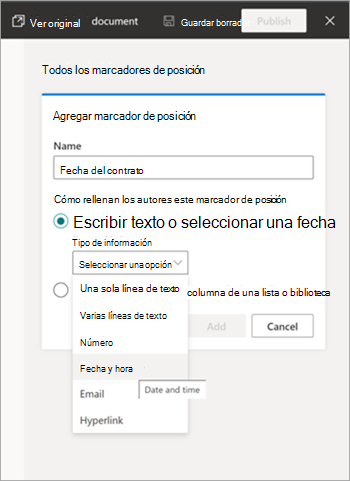 Ver original document Guardar borrad Publish
Todos los marcadores de posición
Agregar marcador de posición
Name
Fecha del contrato
Cómo rellenan los autores este marcador de posición
Escribir texto o seleccionar una fecha
Tipo de información
Seleccionar una opción
Una sola línea de texto
columna de una lista o biblioteca
Varias líneas de texto
Número
Add Cancel
Fecha y hora
Date and time
Email
Hyperlink